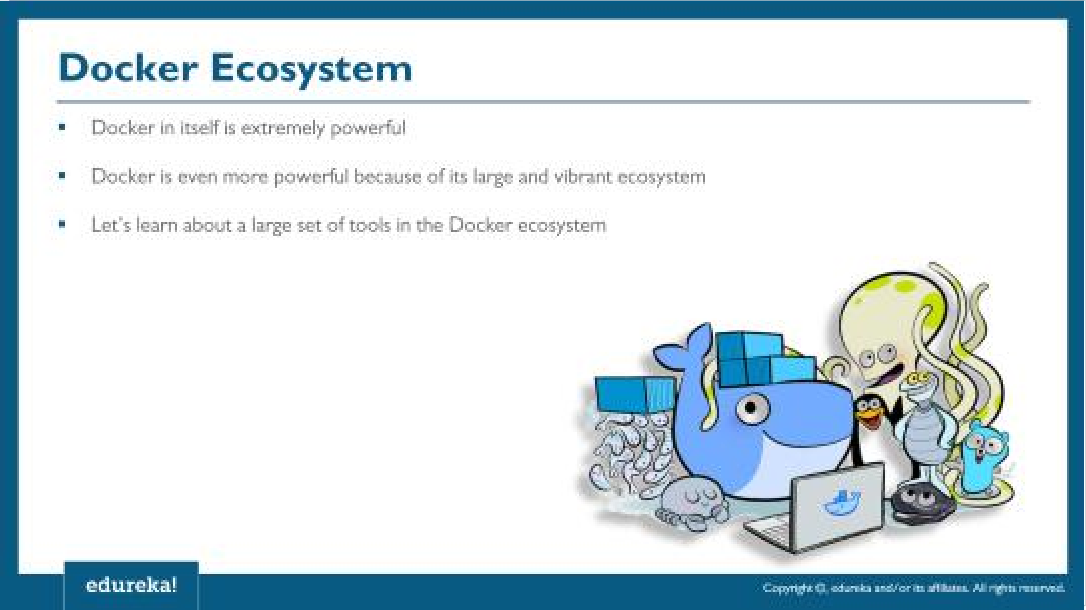 Docker Ecosystem
▪ Docker in itself is extremely powerful
▪ Docker is even more powerful because of its large and vibrant ecosystem
▪ Let's learn about a large set of tools in the Docker ecosystem
edureka!
Copyright ©, edureka and/or its affiliates. All rights reserved.